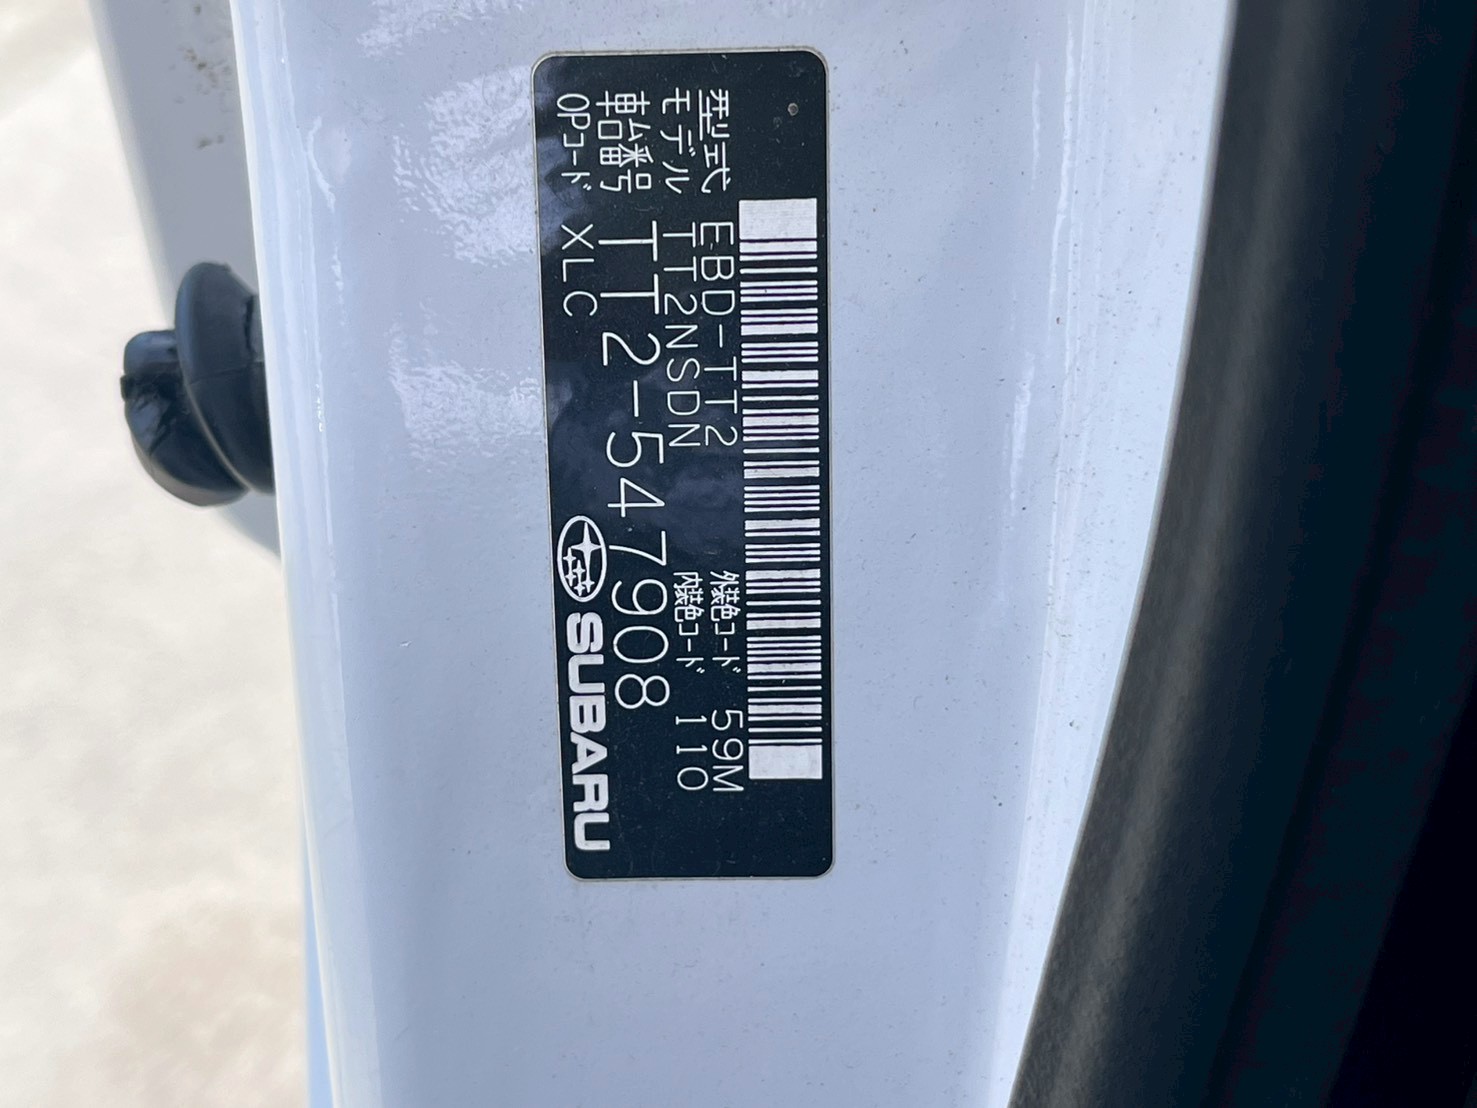 型式 EBD-TT2 外装色コード 59M
モデル TT2NSDN 内装色コード 110
車台番号 TT2-547908
OPコード XLC SUBARU